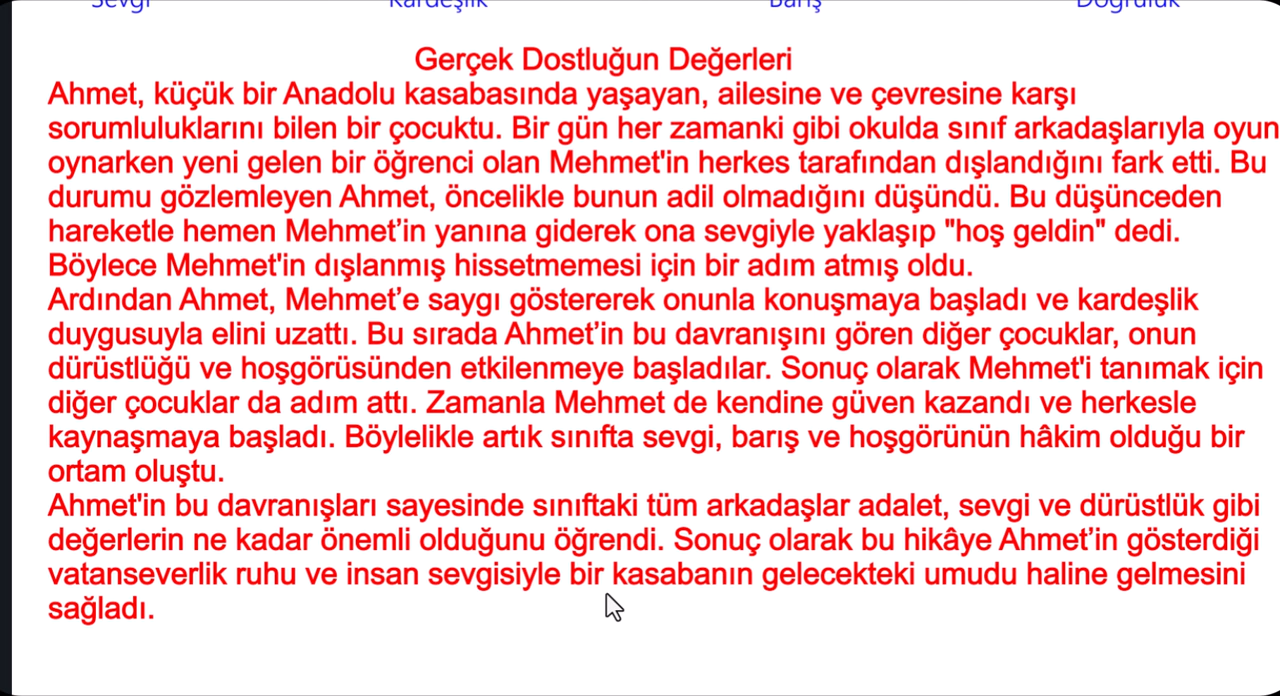 Sevgi Kardeşlik Barış Doğruluk
Gerçek Dostluğun Değerleri
Ahmet, küçük bir Anadolu kasabasında yaşayan, ailesine ve çevresine karşı
sorumluluklarını bilen bir çocuktu. Bir gün her zamanki gibi okulda sınıf arkadaşlarıyla oyun
oynarken yeni gelen bir öğrenci olan Mehmet'in herkes tarafından dışlandığını fark etti. Bu
durumu gözlemleyen Ahmet, öncelikle bunun adil olmadığını düşündü. Bu düşünceden
hareketle hemen Mehmet’in yanına giderek ona sevgiyle yaklaşıp "hoş geldin" dedi.
Böylece Mehmet'in dışlanmış hissetmemesi için bir adım atmış oldu.
Ardından Ahmet, Mehmet’e saygı göstererek onunla konuşmaya başladı ve kardeşlik
duygusuyla elini uzattı. Bu sırada Ahmet’in bu davranışını gören diğer çocuklar, onun
dürüstlüğü ve hoşgörüsünden etkilenmeye başladılar. Sonuç olarak Mehmet'i tanımak için
diğer çocuklar da adım attı. Zamanla Mehmet de kendine güven kazandı ve herkesle
kaynaşmaya başladı. Böylelikle artık sınıfta sevgi, barış ve hoşgörünün hâkim olduğu bir
ortam oluştu.
Ahmet'in bu davranışları sayesinde sınıftaki tüm arkadaşlar adalet, sevgi ve dürüstlük gibi
değerlerin ne kadar önemli olduğunu öğrendi. Sonuç olarak bu hikâye Ahmet’in gösterdiği
vatanseverlik ruhu ve insan sevgisiyle bir kasabanın gelecekteki umudu haline gelmesini
sağladı.